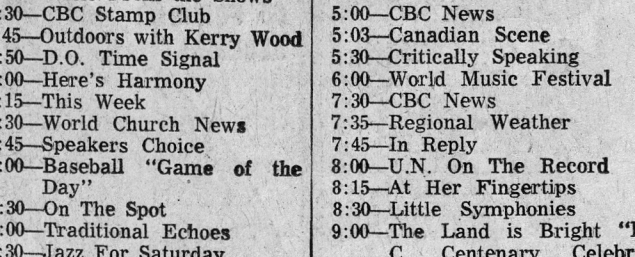 :30—CBC Stamp Club
45—Outdoors with Kerry Wood
:50—D.O. Time Signal
:00—Here's Harmony
:15—This Week
:30—World Church News
:45—Speakers Choice
:00—Baseball "Game of the
Day"
:30—On The Spot
:00—Traditional Echoes
:30—Jazz For Saturday
5:00—CBC News
5:03—Canadian Scene
5:30—Critically Speaking
6:00—World Music Festival
7:30—CBC News
7:35—Regional Weather
7:45—In Reply
8:00—U.N. On The Record
8:15—At Her Fingertips
8:30—Little Symphonies
9:00—The Land is Bright
C. Centenary